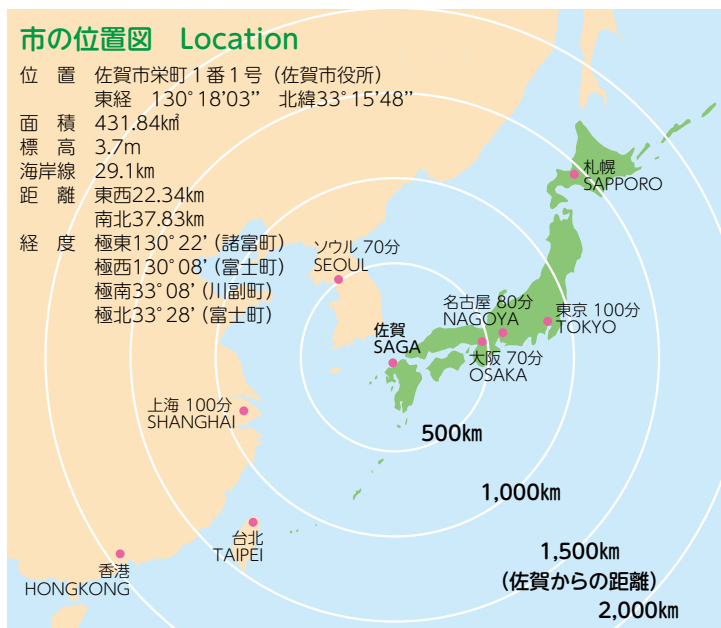 市の位置図 Location
位 置 佐賀市栄町1番1号（佐賀市役所）
東経 130°18’03” 北緯33°15’48”
面 積 431.84㎢
標 高 3.7m
海岸線 29.1㎞
距 離 東西22.34㎞
南北37.83㎞
経 度 極東130°22’（諸富町）
極西130°08’（富士町）
極南33°08’（川副町）
極北33°28’（富士町）
札幌
SAPPORO
ソウル 70分
SEOUL
名古屋 80分
NAGOYA
東京 100分
TOKYO
佐賀
SAGA
大阪 70分
OSAKA
上海 100分
SHANGHAI
500㎞
1,000㎞
台北
TAIPEI
香港
HONGKONG
1,500㎞
（佐賀からの距離）
2,000㎞